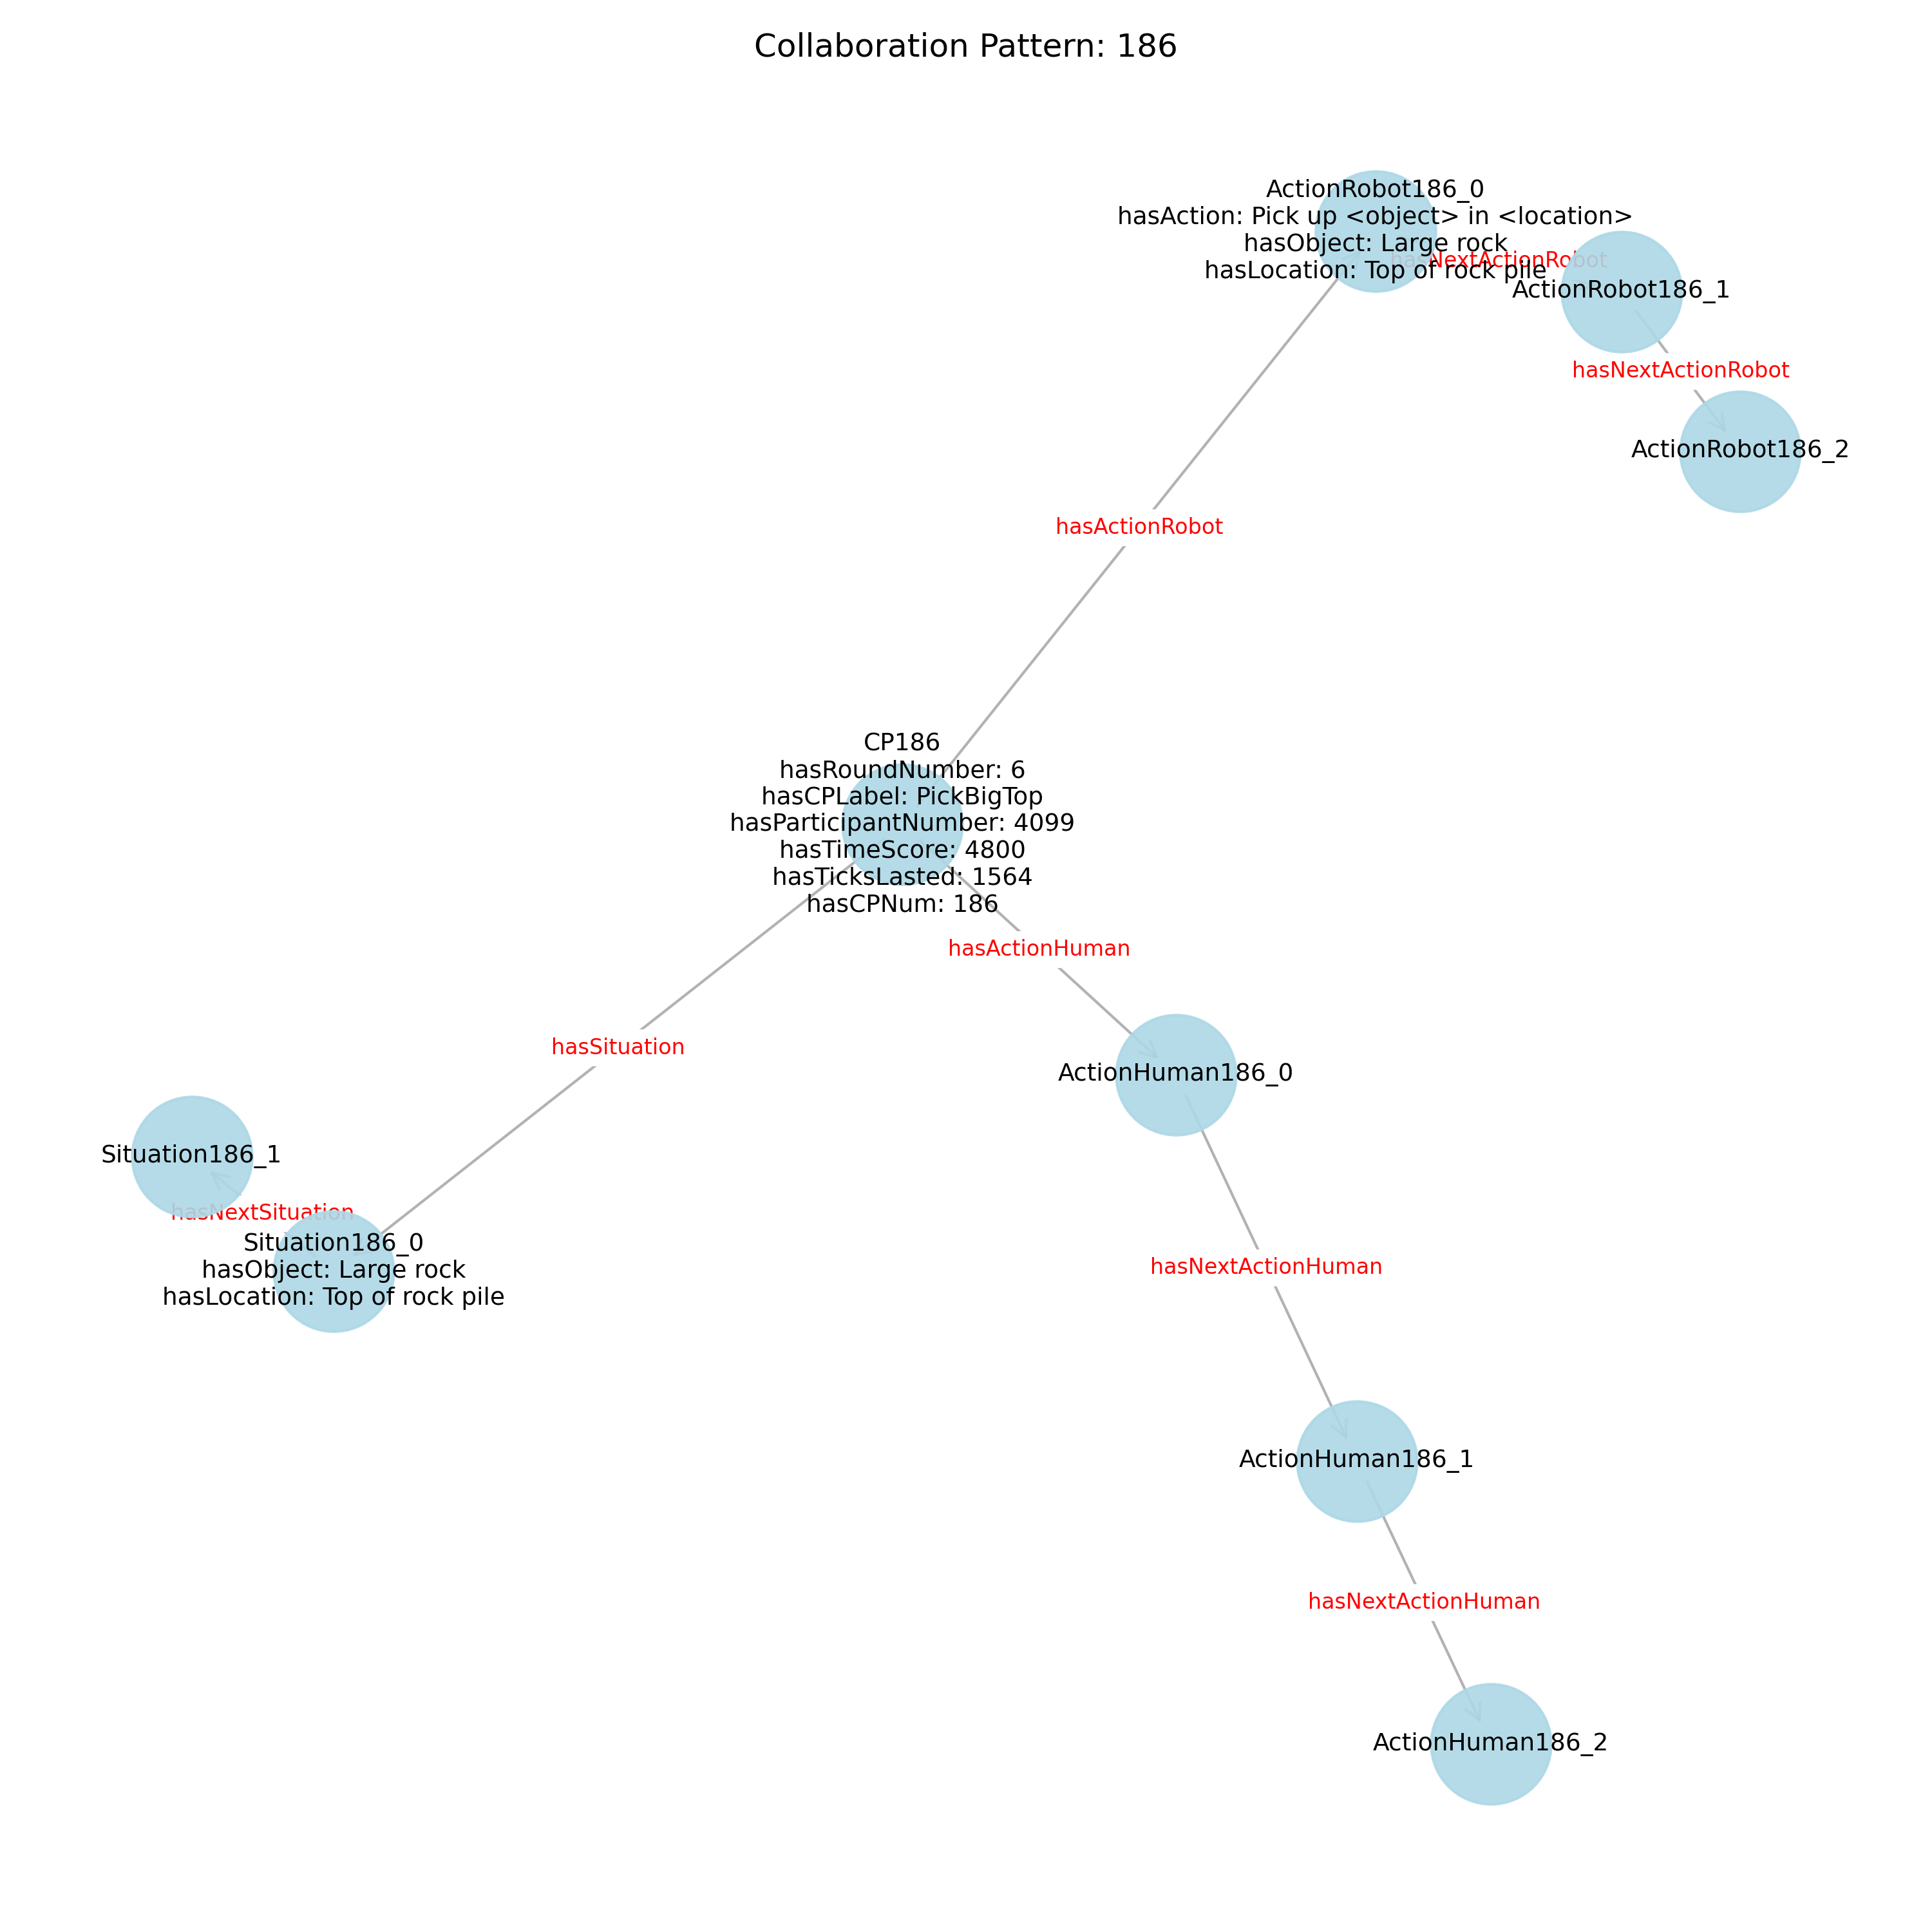 Collaboration Pattern: 186
ActionRobot186_0
hasAction: Pick up <object> in <location>
hasObject: Large rock
hasLocation: Top of rock pile
hasNextActionRobot
ActionRobot186_1
hasNextActionRobot
ActionRobot186_2
hasActionRobot
CP186
hasRoundNumber: 6
hasCPLabel: PickBigTop
hasParticipantNumber: 4099
hasTimeScore: 4800
hasTicksLasted: 1564
hasCPNum: 186
hasActionHuman
hasSituation
ActionHuman186_0
Situation186_1
hasNextSituation
Situation186_0
hasObject: Large rock
hasLocation: Top of rock pile
hasNextActionHuman
ActionHuman186_1
hasNextActionHuman
ActionHuman186_2